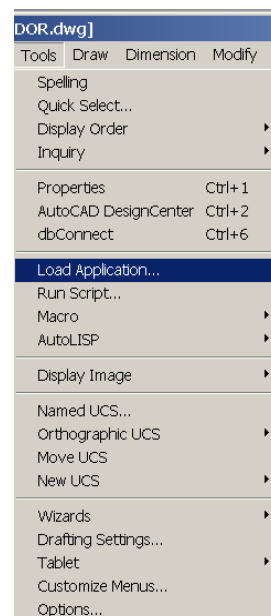 DOR.dwg]
Tools Draw Dimension Modify
Spelling
Quick Select...
Display Order
Inquiry
Properties Ctrl+1
AutoCAD DesignCenter Ctrl+2
dbConnect Ctrl+6
Load Application...
Run Script...
Macro
AutoLISP
Display Image
Named UCS...
Orthographic UCS
Move UCS
New UCS
Wizards
Drafting Settings...
Tablet
Customize Menus...
Options...